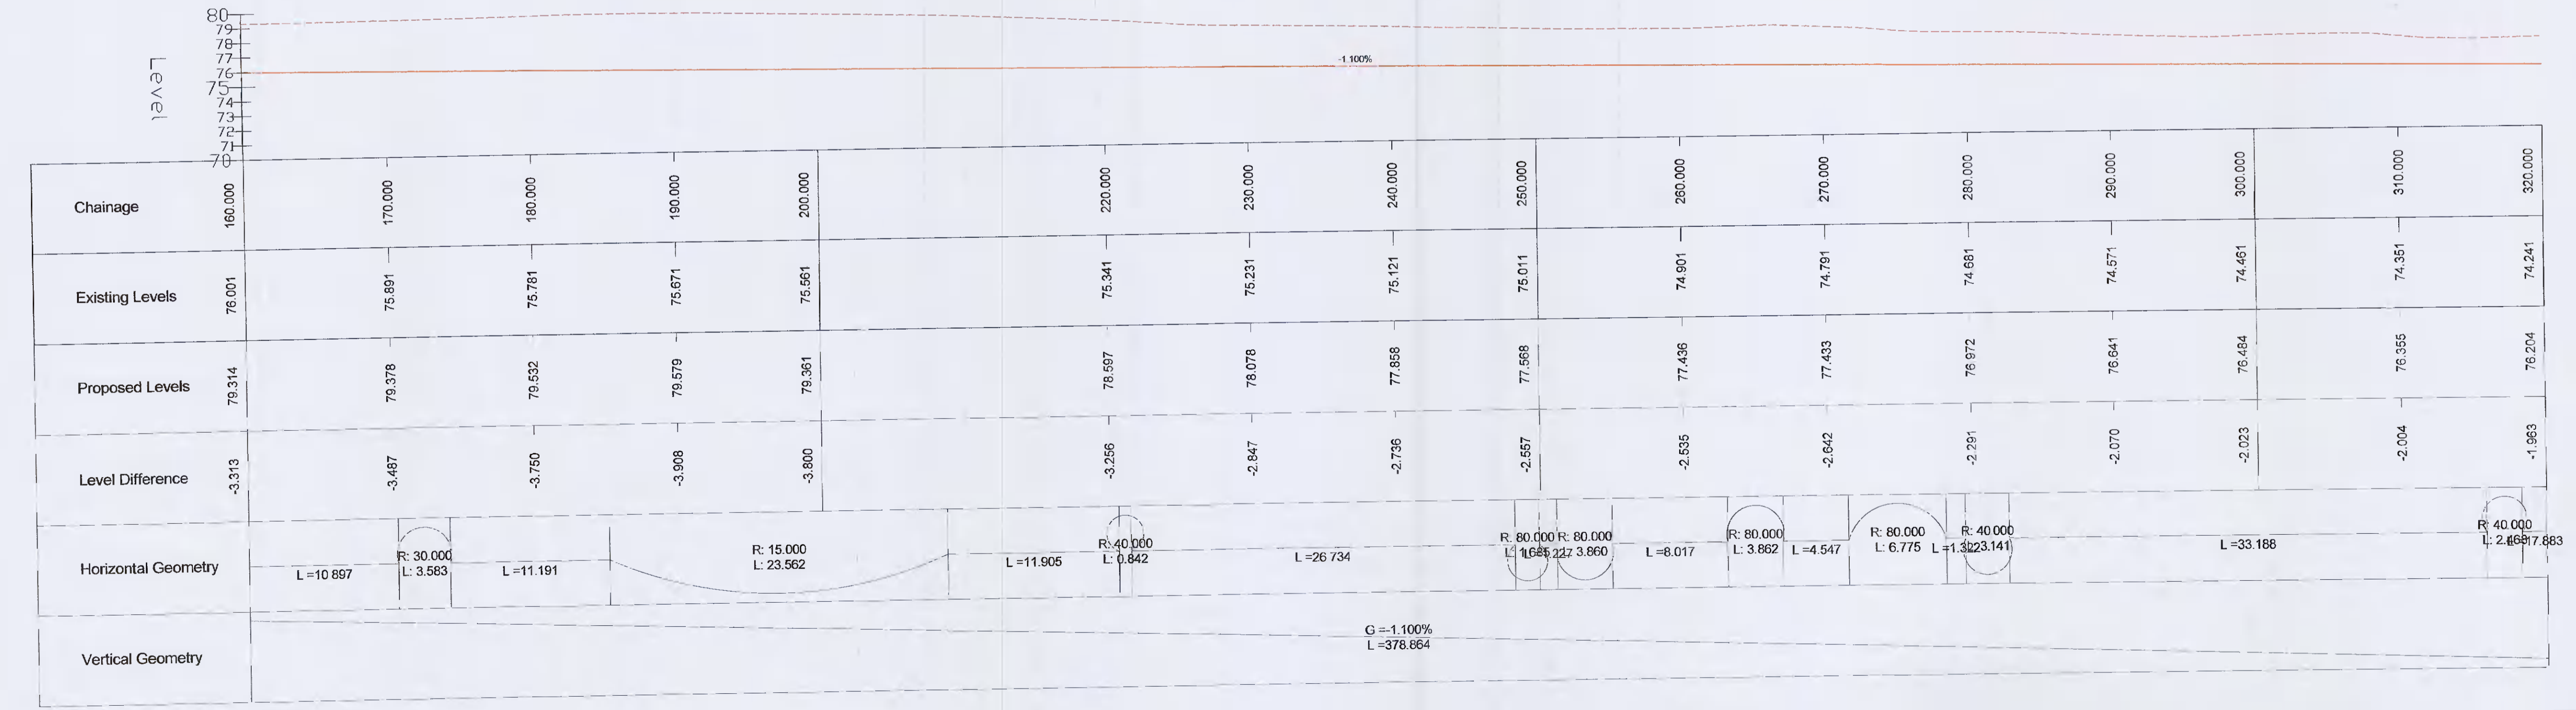 80
79
78
77
76
75
74
73
72
71
70
Level
-1.100%
Chainage
160.000 170.000 180.000 190.000 200.000 220.000 230.000 240.000 250.000 260.000 270.000 280.000 290.000 300.000 310.000 320.000
Existing Levels
76.001 75.891 75.781 75.671 75.561 75.341 75.231 75.121 75.011 74.901 74.791 74.681 74.571 74.461 74.351 74.241
Proposed Levels
79.314 79.378 79.532 79.579 79.361 78.597 78.078 77.858 77.568 77.436 77.433 76.972 76.641 76.484 76.355 76.204
Level Difference
-3.313 -3.487 -3.750 -3.908 -3.800 -3.256 -2.847 -2.736 -2.557 -2.535 -2.642 -2.291 -2.070 -2.023 -2.004 -1.963
Horizontal Geometry
L =10.897
R: 30.000
L: 3.583
L =11.191
R: 15.000
L: 23.562
L =11.905
R: 40.000
L: 0.842
L =26.734
R: 80.000
L: 1.685
R: 80.000
L: 3.860
L =8.017
R: 80.000
L: 3.862
L =4.547
R: 80.000
L: 6.775
L =1.322
R: 40.000
L: 3.141
L =33.188
R: 40.000
L: 2.468
Vertical Geometry
G =-1.100%
L =378.864